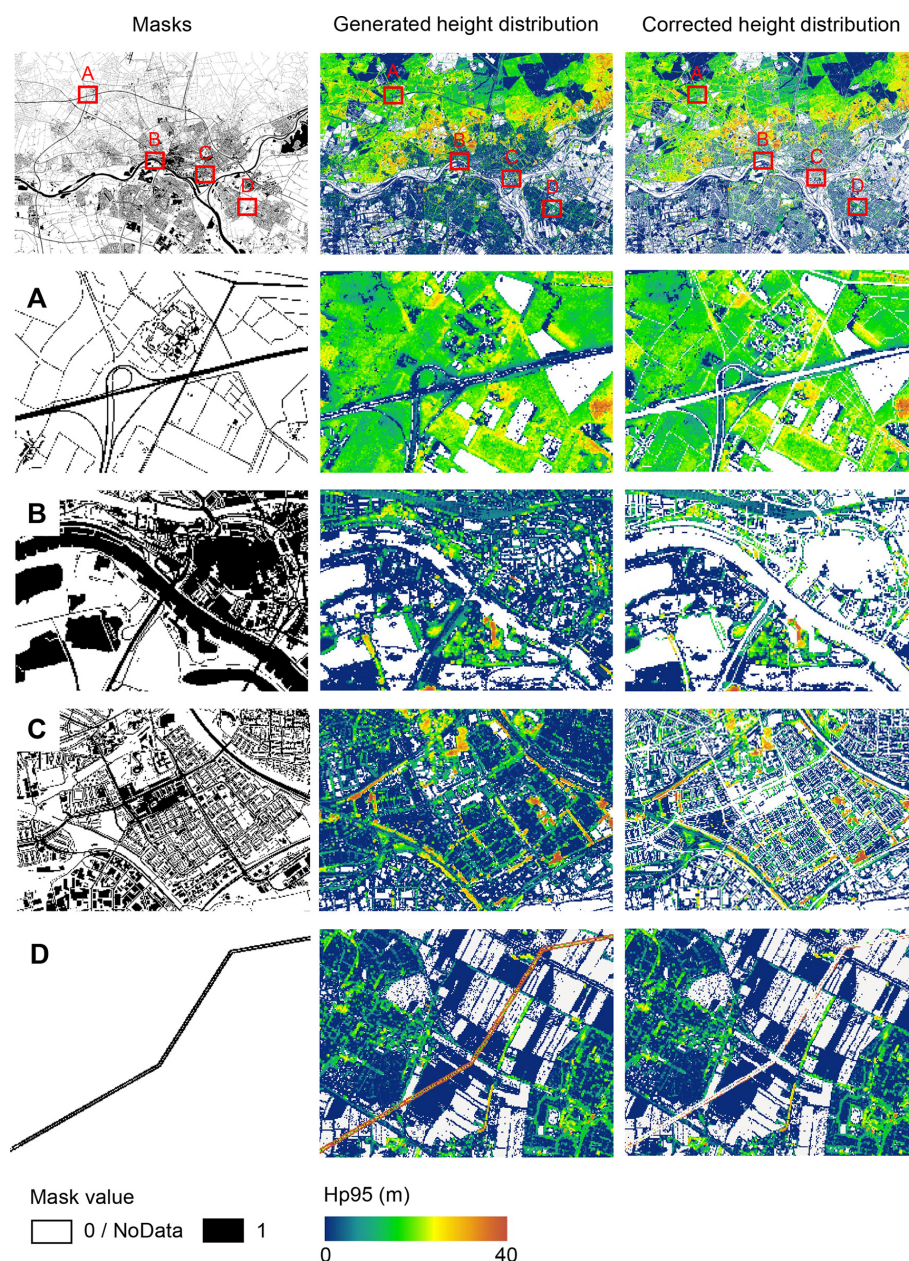 Masks Generated height distribution Corrected height distribution
A A A
B B B
C C C
D D D
A
B
C
D
Mask value Hp95 (m)
0 / NoData 1
0 40